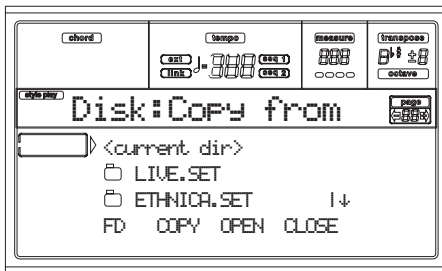 chord tempo measure transpose
ext link seq 1 seq 2
octave
style play Disk:Copy from page
<current dir>
LIVE.SET
ETHNICA.SET
FD COPY OPEN CLOSE